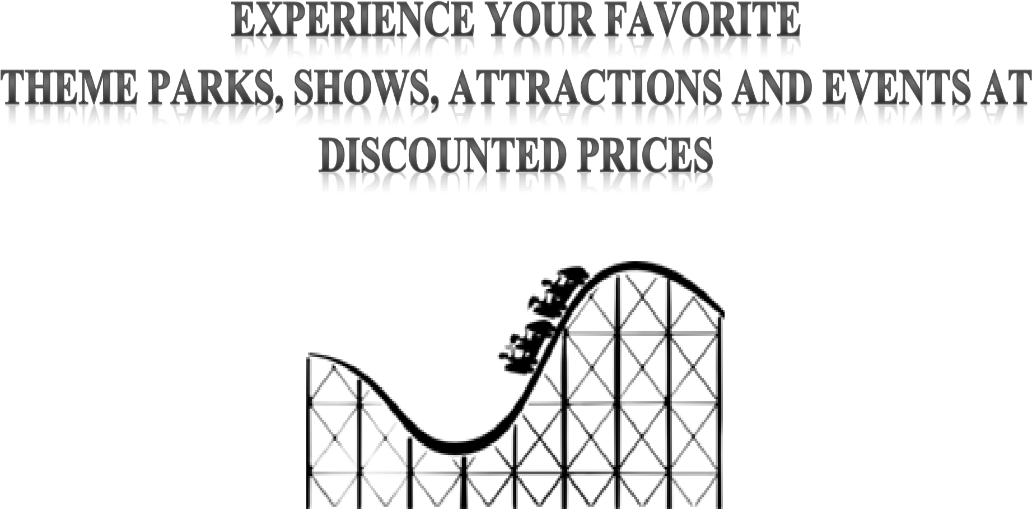 EXPERIENCE YOUR FAVORITE
THEME PARKS, SHOWS, ATTRACTIONS AND EVENTS AT
DISCOUNTED PRICES